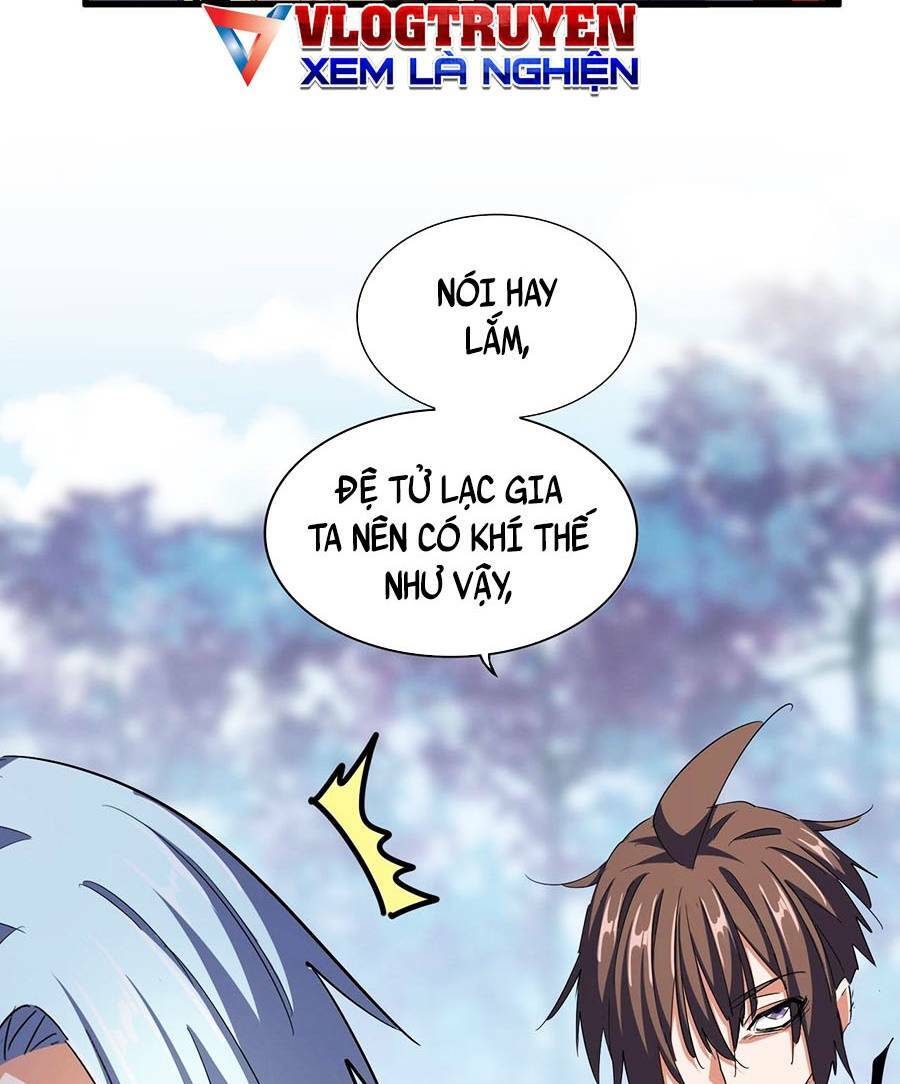 VLOGTRUYEN
XEM LÀ NGHIỆN
NÓI HAY
LẮM,
ĐỆ TỬ LẠC GIA
TA NÊN CÓ KHÍ THẾ
NHƯ VẬY,